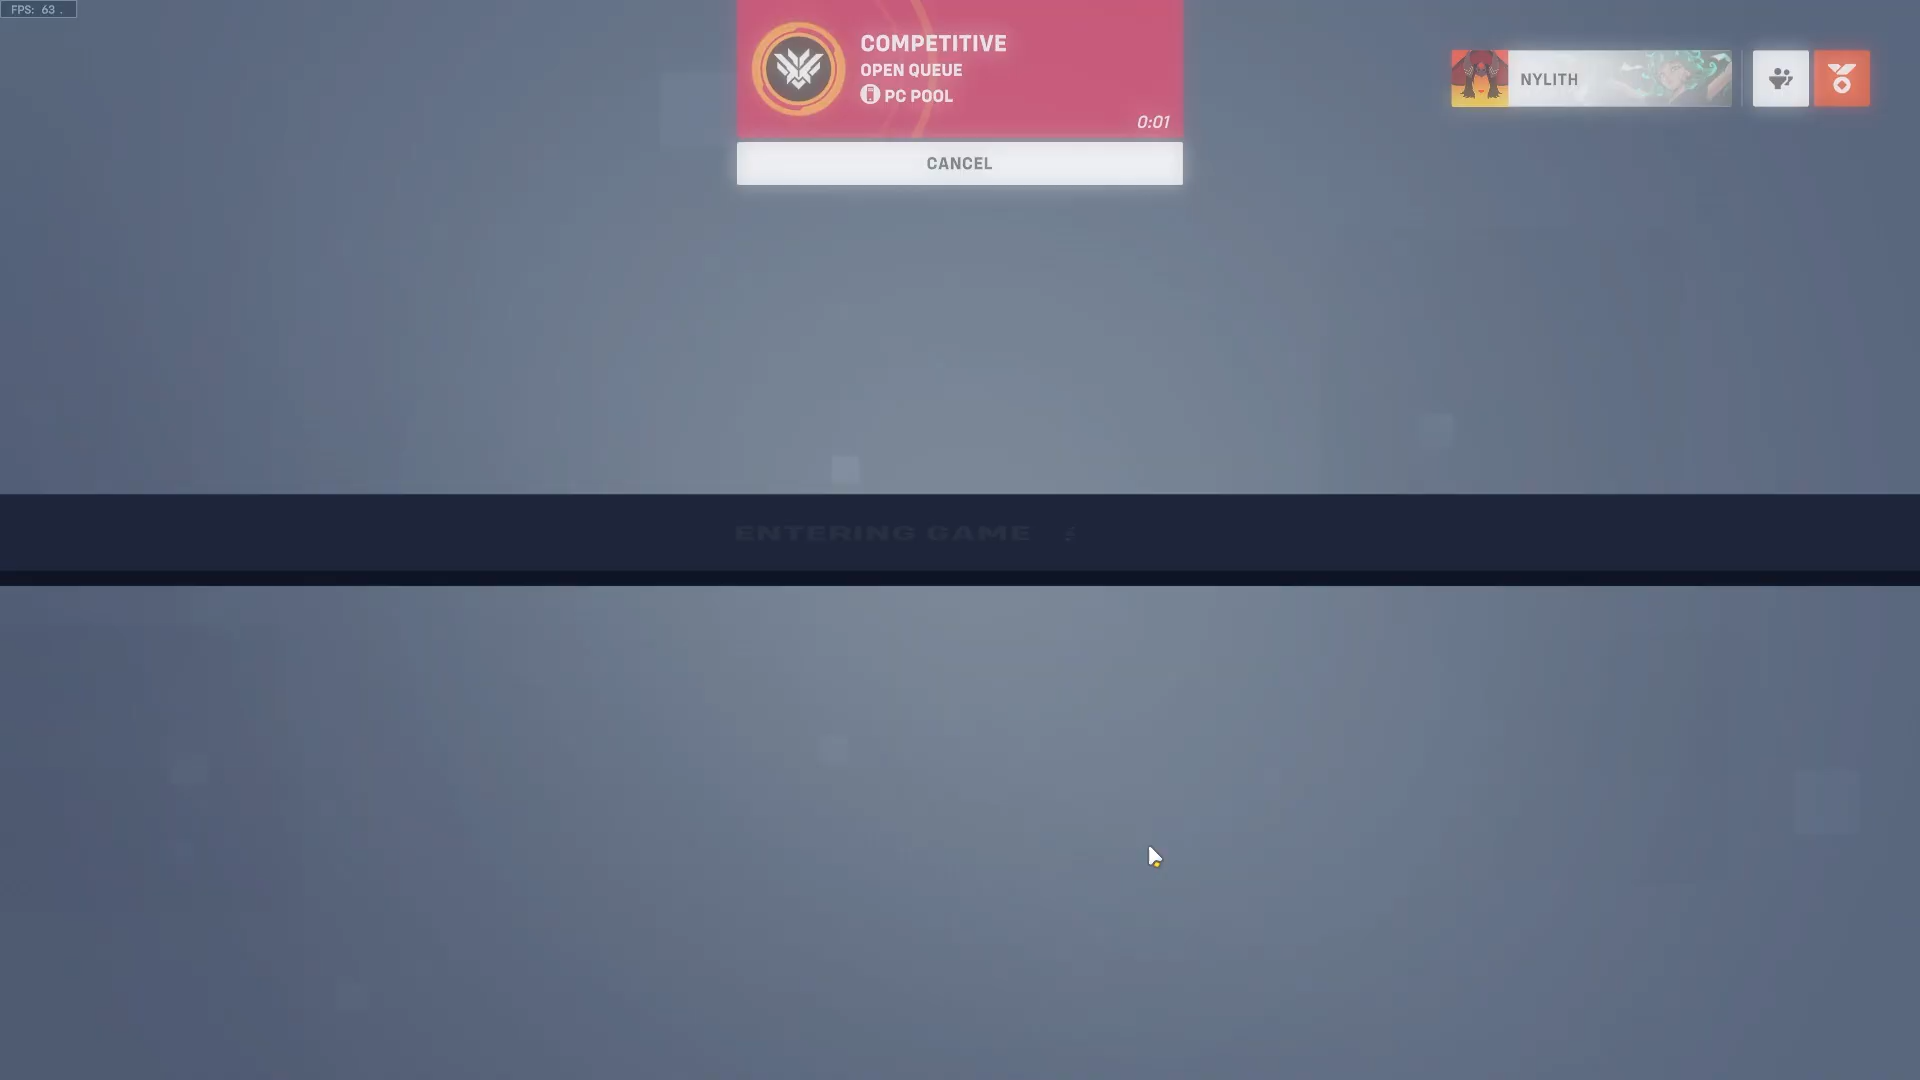 FPS: 63 .
COMPETITIVE
OPEN QUEUE
PC POOL
0:01
CANCEL
NYLITH
ENTERING GAME